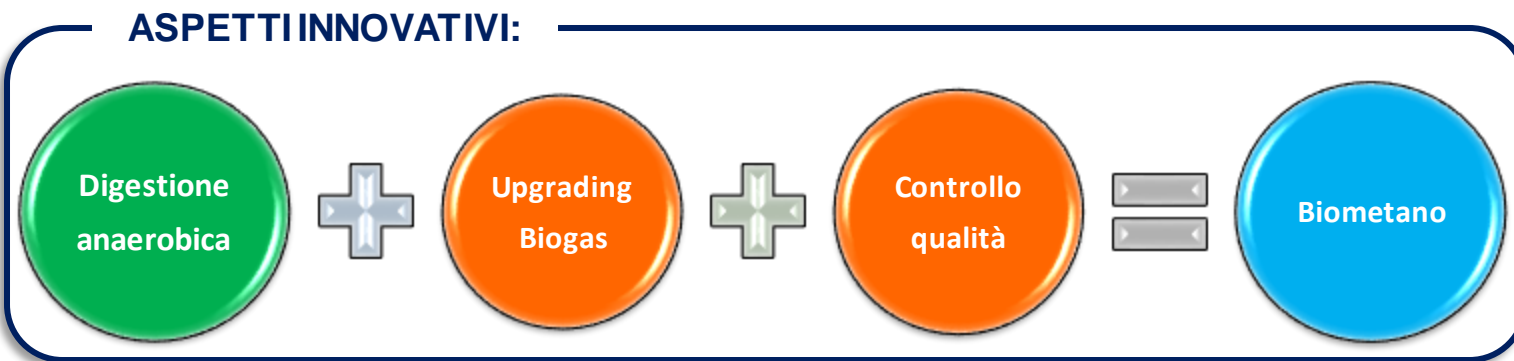 ASPETTI INNOVATIVI:
Digestione
anaerobica
Upgrading
Biogas
Controllo
qualità
Biometano